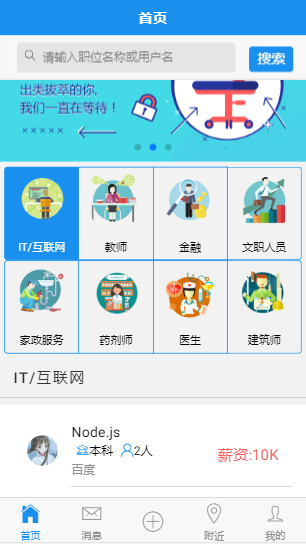 首页
请输入职位名称或用户名
搜索
出类拔萃的你,
我们一直在等待！
IT/互联网
教师
金融
文职人员
家政服务
药剂师
医生
建筑师
IT/互联网
Node.js
本科 2人
薪资:10K
百度
首页
消息
附近
我的